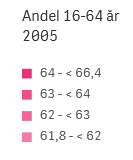 Andel 16-64 år
2005
64 - < 66,4
63 - < 64
62 - < 63
61,8 - < 62